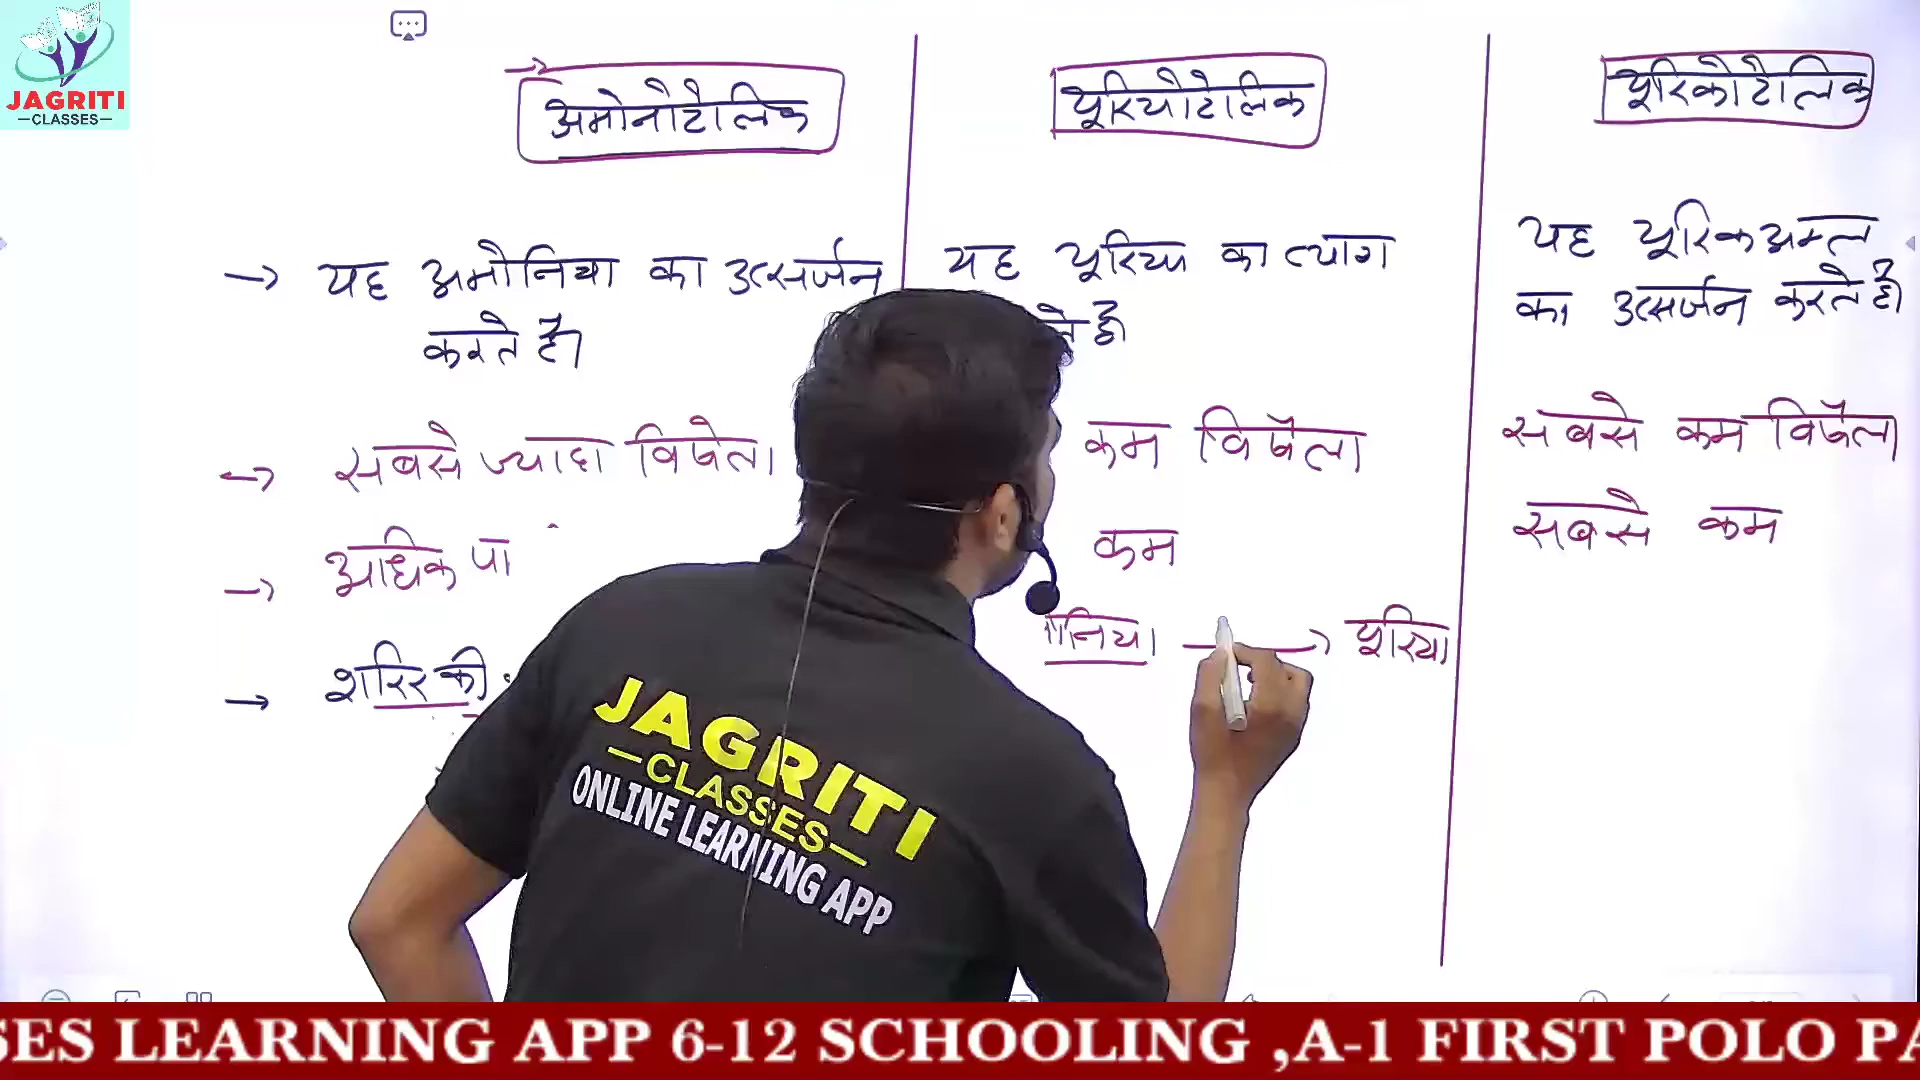 JAGRITI
CLASSES
अमोनोटेलिक
यूरियोटेलिक
यूरिकोटेलिक
यह अमोनिया का उत्सर्जन
करते है।
यह यूरिया का त्याग
है
यह यूरिक अम्ल
का उत्सर्जन करते है।
सबसे ज्यादा विषेला
कम विषैला
सबसे कम विषैला
अधिक पा
कम
सबसे कम
शरिर की
यूरिया
JAGRITI
CLASSES
ONLINE LEARNING APP
SES LEARNING APP 6-12 SCHOOLING ,A-1 FIRST POLO PA